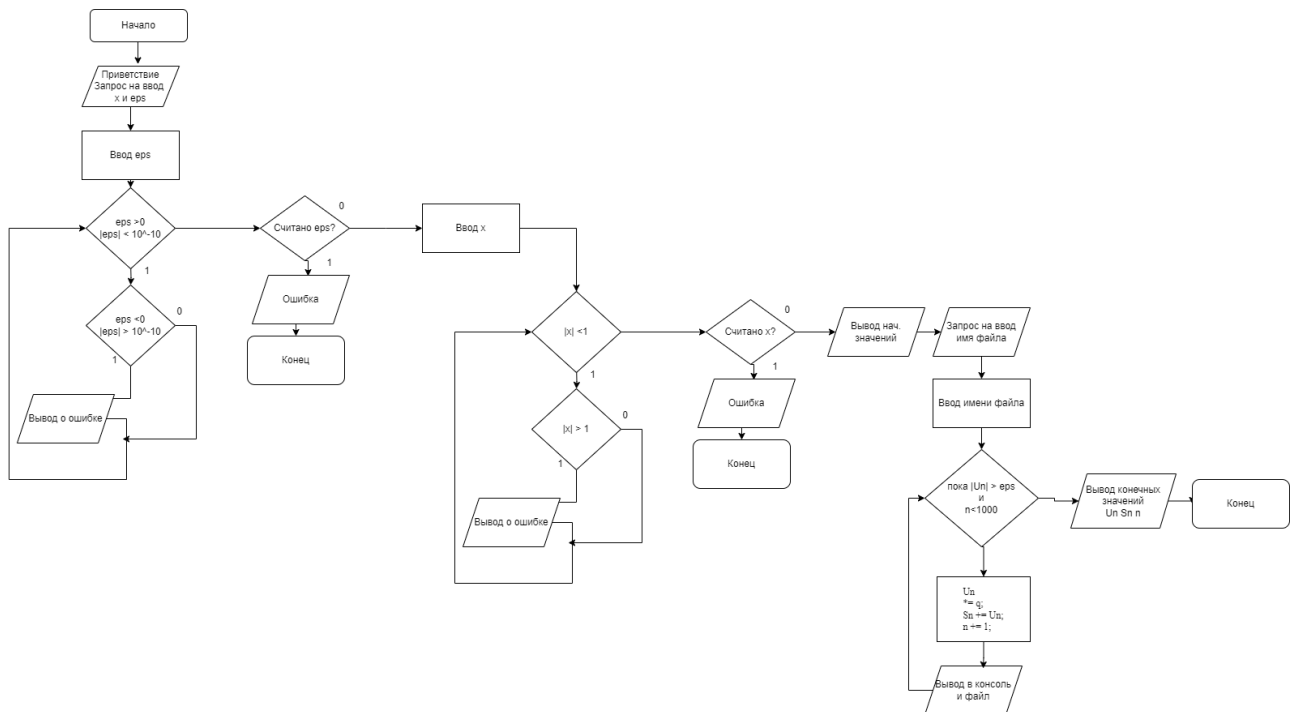 Начало
Приветствие
Запрос на ввод
x и eps
Ввод eps
eps >0
|eps| < 10^-10
1
eps <0
|eps| > 10^-10
0
1
Вывод о ошибке
Считано eps?
0
1
Ошибка
Конец
Ввод x
|x| <1
1
|x| > 1
0
1
Вывод о ошибке
Считано x?
0
1
Ошибка
Конец
Вывод нач.
значений
Запрос на ввод
имя файла
Ввод имени файла
пока |Un| > eps
и
n<1000
Вывод конечных
значений
Un Sn n
Конец
Un
*= q;
Sn += Un;
n += 1;
Вывод в консоль
и файл